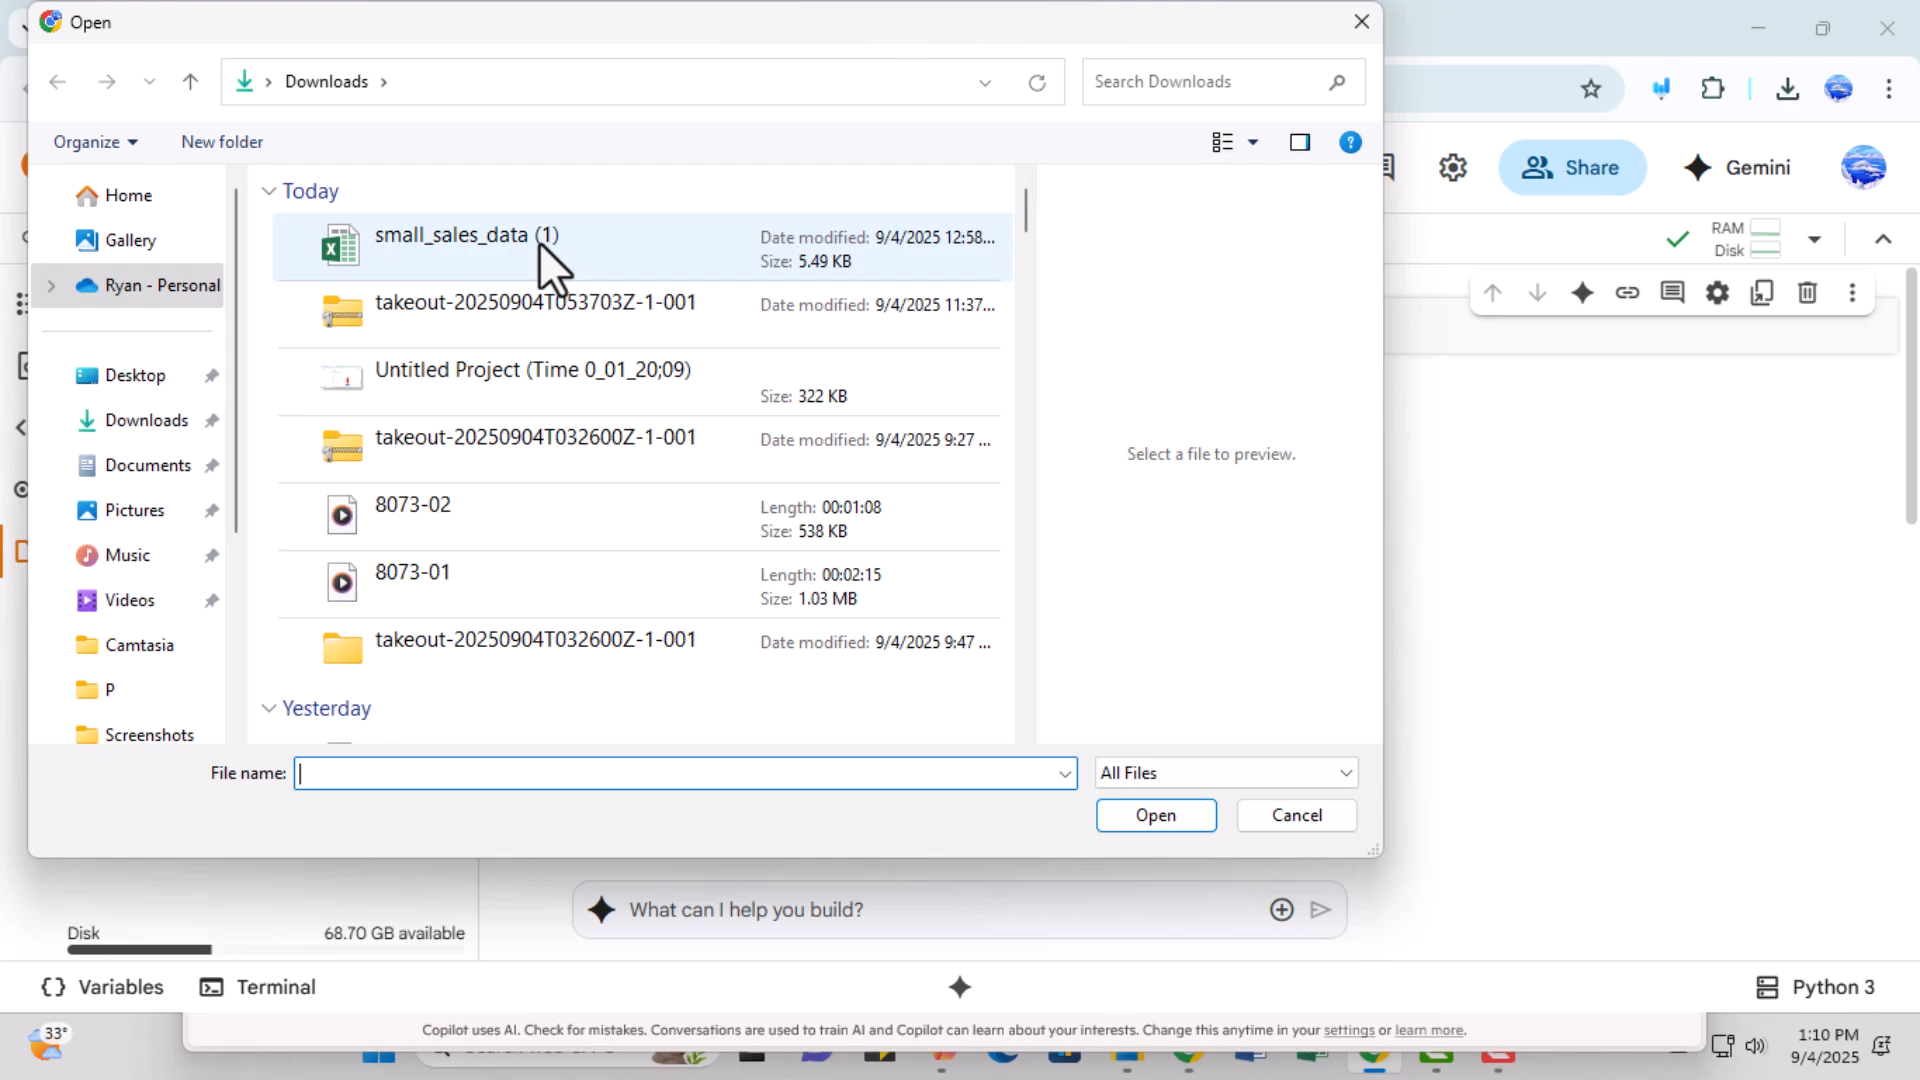 Open
Downloads
Search Downloads
Organize
New folder
Home
Gallery
Ryan - Personal
Desktop
Downloads
Documents
Pictures
Music
Videos
Camtasia
P
Screenshots
Today
small_sales_data (1)
Date modified: 9/4/2025 12:58...
Size: 5.49 KB
takeout-20250904T053703Z-1-001
Date modified: 9/4/2025 11:37...
Untitled Project (Time 0_01_20;09)
Size: 322 KB
takeout-20250904T032600Z-1-001
Date modified: 9/4/2025 9:27 ...
8073-02
Length: 00:01:08
Size: 538 KB
8073-01
Length: 00:02:15
Size: 1.03 MB
takeout-20250904T032600Z-1-001
Date modified: 9/4/2025 9:47 ...
Yesterday
Select a file to preview.
File name:
All Files
Open
Cancel
Share
Gemini
RAM
Disk
What can I help you build?
Disk
68.70 GB available
Variables
Terminal
Python 3
33°
Copilot uses AI. Check for mistakes. Conversations are used to train AI and Copilot can learn about your interests. Change this anytime in your settings or learn more.
1:10 PM
9/4/2025